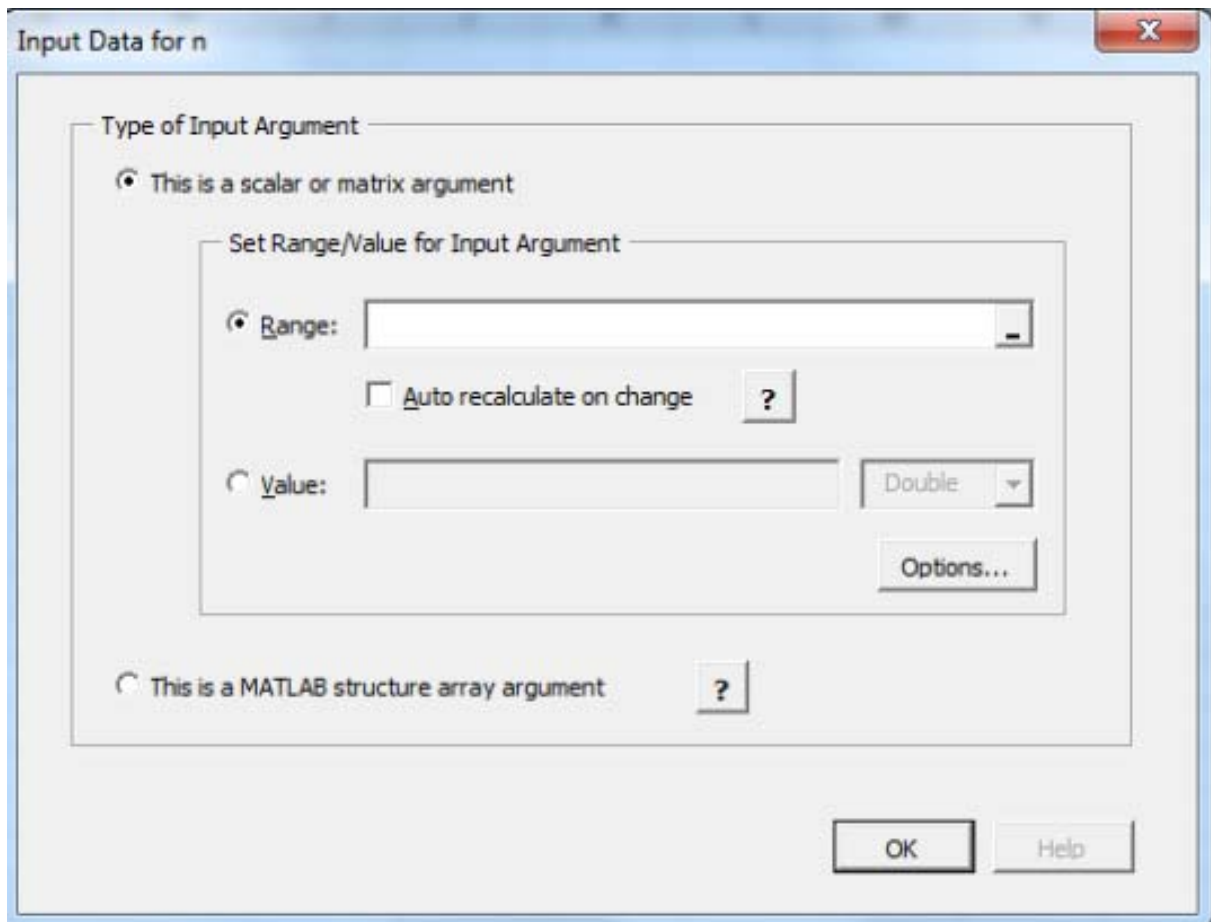 Input Data for n
X
Type of Input Argument
This is a scalar or matrix argument
Set Range/Value for Input Argument
Range:
Auto recalculate on change ?
Value: Double
Options...
This is a MATLAB structure array argument ?
OK Help